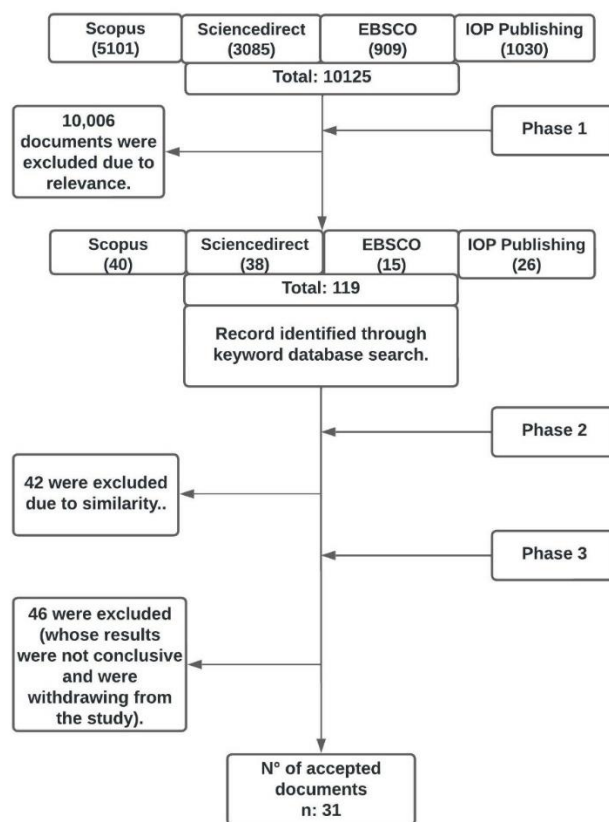 Scopus
(5101)
Sciencedirect
(3085)
EBSCO
(909)
IOP Publishing
(1030)
Total: 10125
10,006
documents were
excluded due to
relevance.
Phase 1
Scopus
(40)
Sciencedirect
(38)
EBSCO
(15)
IOP Publishing
(26)
Total: 119
Record identified through
keyword database search.
Phase 2
42 were excluded
due to similarity..
Phase 3
46 were excluded
(whose results
were not conclusive
and were
withdrawing from
the study).
N° of accepted
documents
n: 31